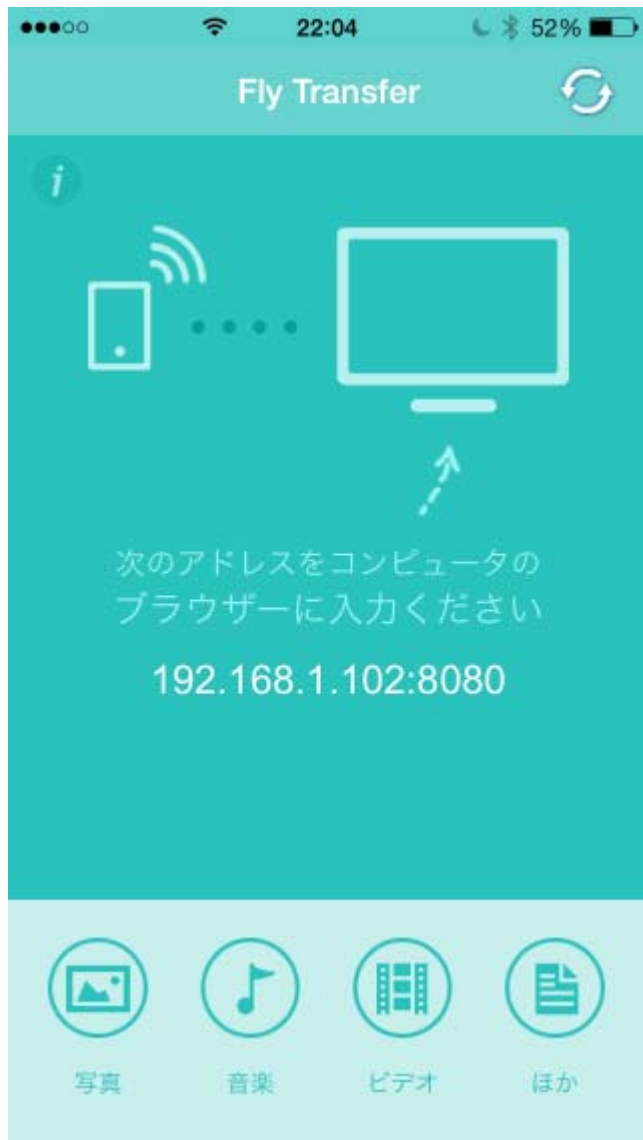 22:04
52%
Fly Transfer
i
次のアドレスをコンピュータの
ブラウザーに入力ください
192.168.1.102:8080
写真
音楽
ビデオ
ほか